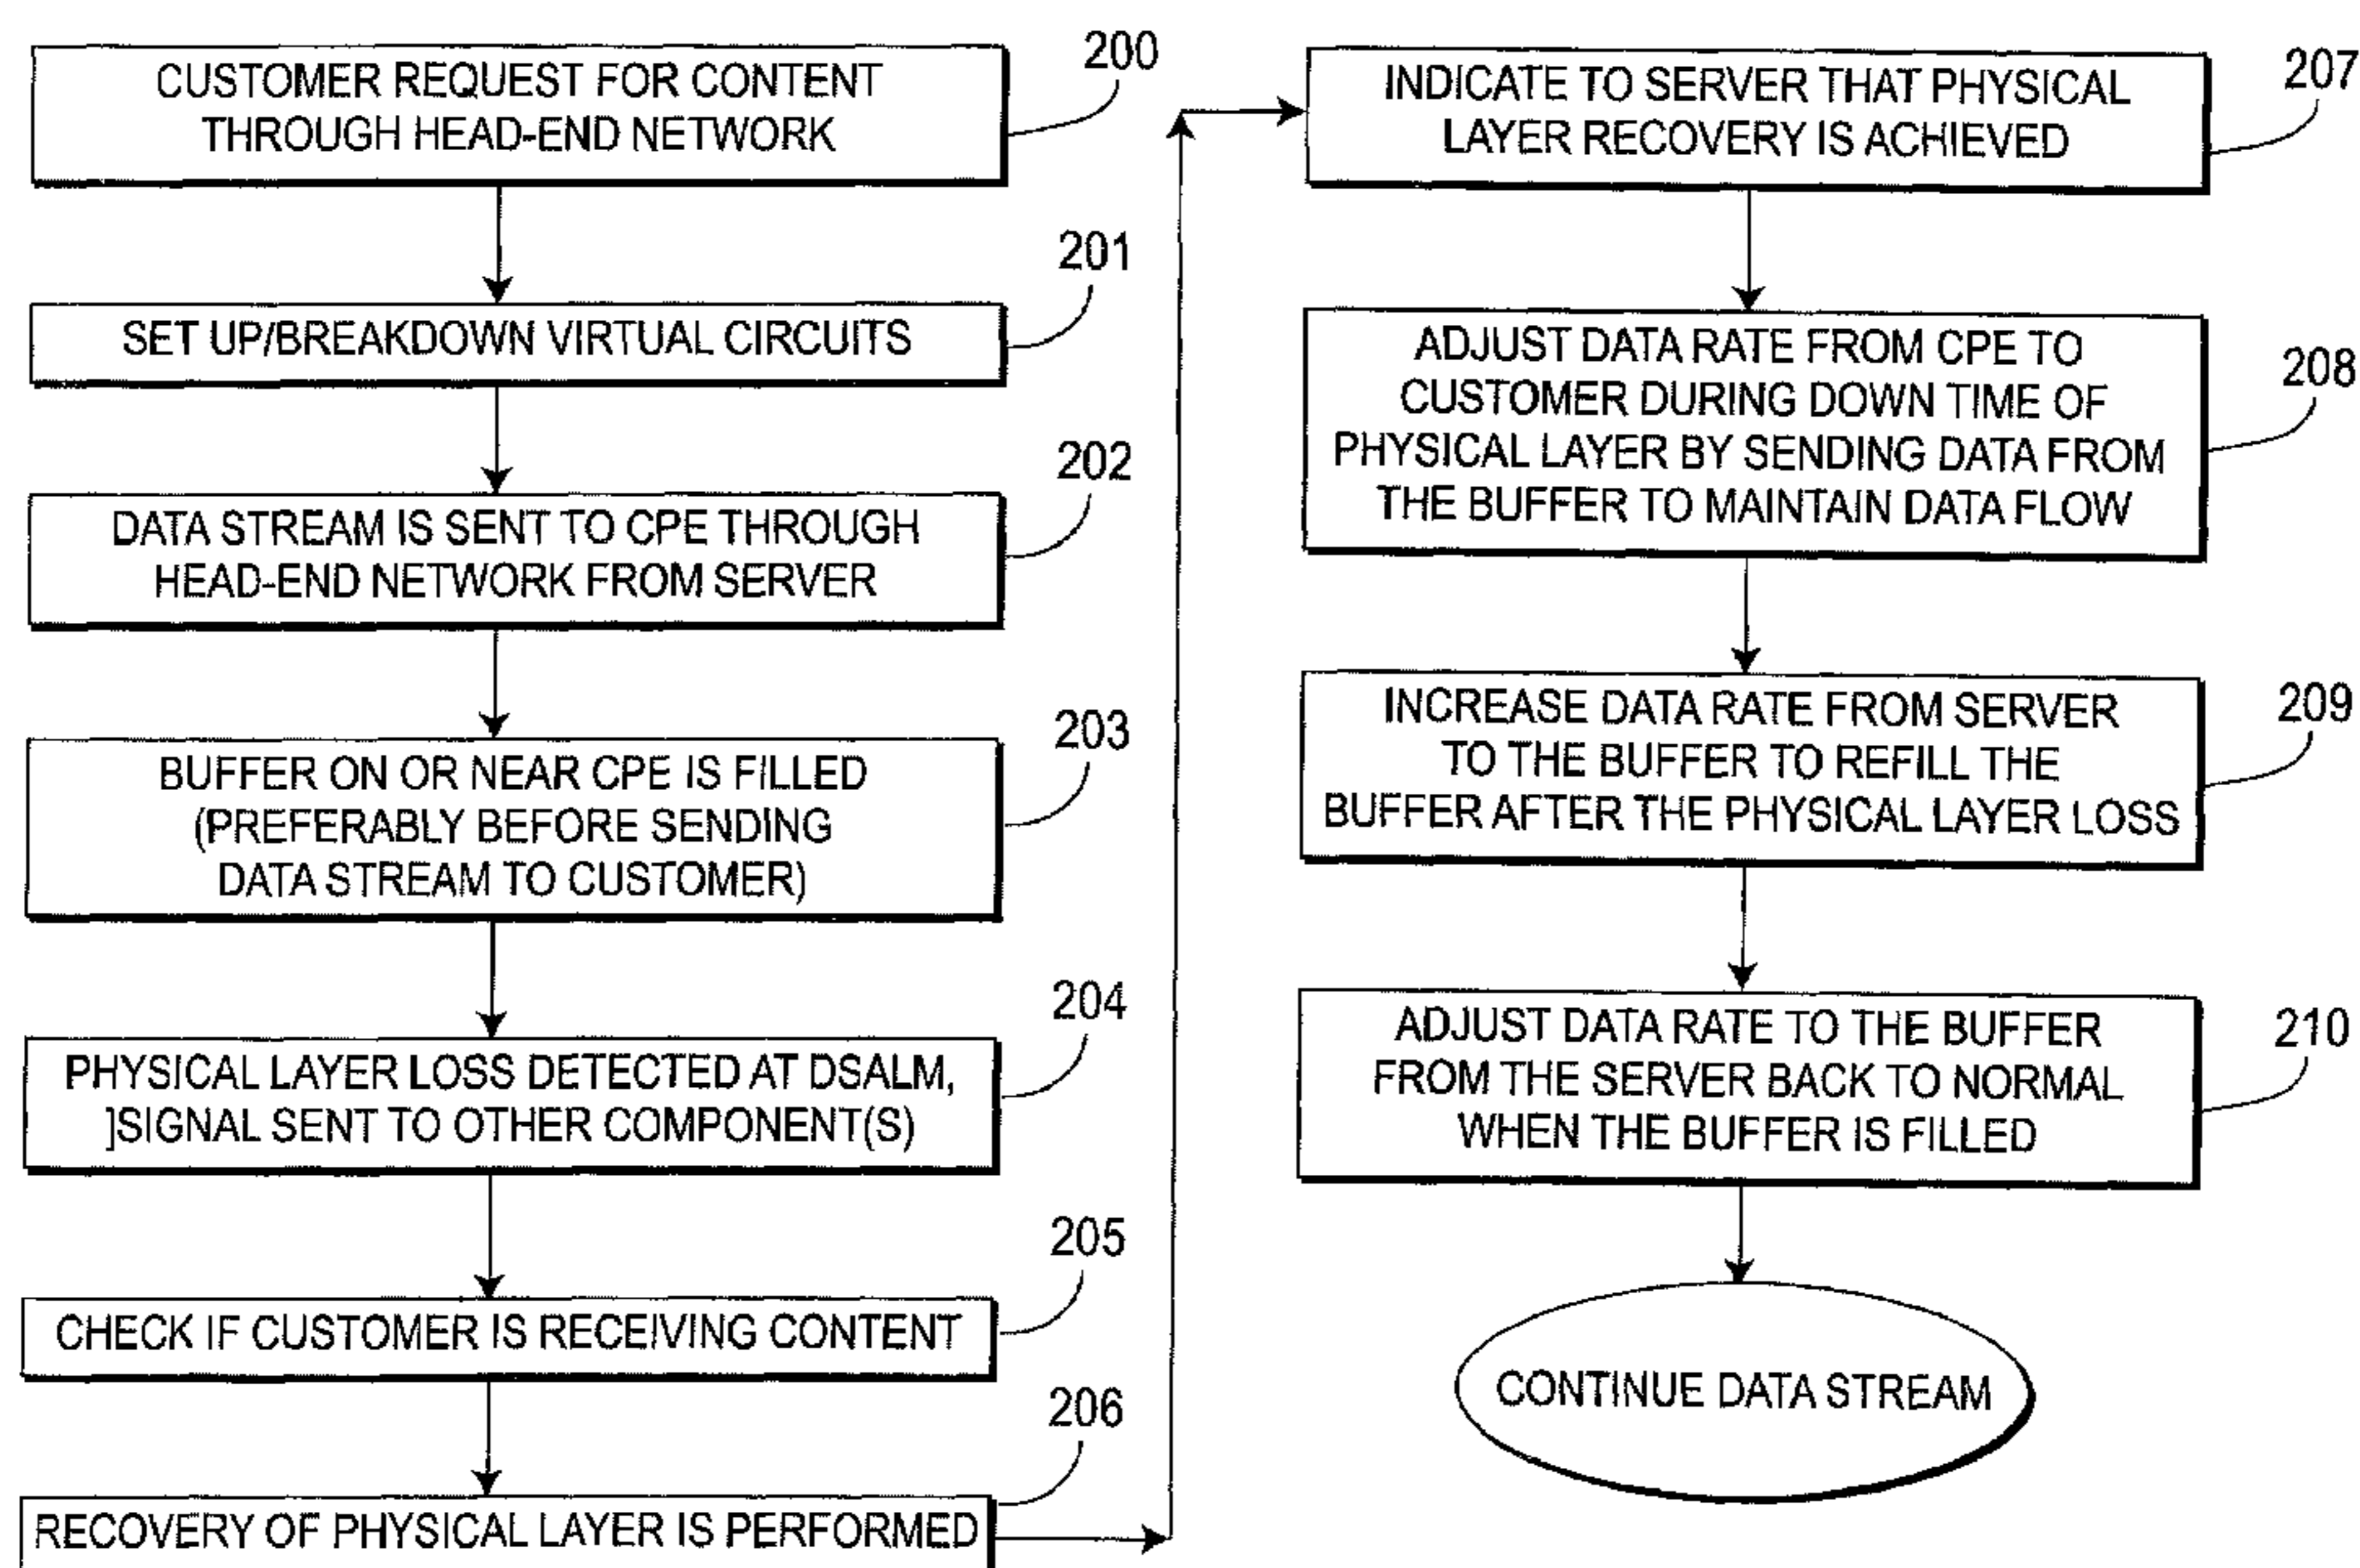 CUSTOMER REQUEST FOR CONTENT
THROUGH HEAD-END NETWORK
200
SET UP/BREAKDOWN VIRTUAL CIRCUITS
201
DATA STREAM IS SENT TO CPE THROUGH
HEAD-END NETWORK FROM SERVER
202
BUFFER ON OR NEAR CPE IS FILLED
(PREFERABLY BEFORE SENDING
DATA STREAM TO CUSTOMER)
203
PHYSICAL LAYER LOSS DETECTED AT DSALM,
]SIGNAL SENT TO OTHER COMPONENT(S)
204
CHECK IF CUSTOMER IS RECEIVING CONTENT
205
RECOVERY OF PHYSICAL LAYER IS PERFORMED
206
INDICATE TO SERVER THAT PHYSICAL
LAYER RECOVERY IS ACHIEVED
207
ADJUST DATA RATE FROM CPE TO
CUSTOMER DURING DOWN TIME OF
PHYSICAL LAYER BY SENDING DATA FROM
THE BUFFER TO MAINTAIN DATA FLOW
208
INCREASE DATA RATE FROM SERVER
TO THE BUFFER TO REFILL THE
BUFFER AFTER THE PHYSICAL LAYER LOSS
209
ADJUST DATA RATE TO THE BUFFER
FROM THE SERVER BACK TO NORMAL
WHEN THE BUFFER IS FILLED
210
CONTINUE DATA STREAM